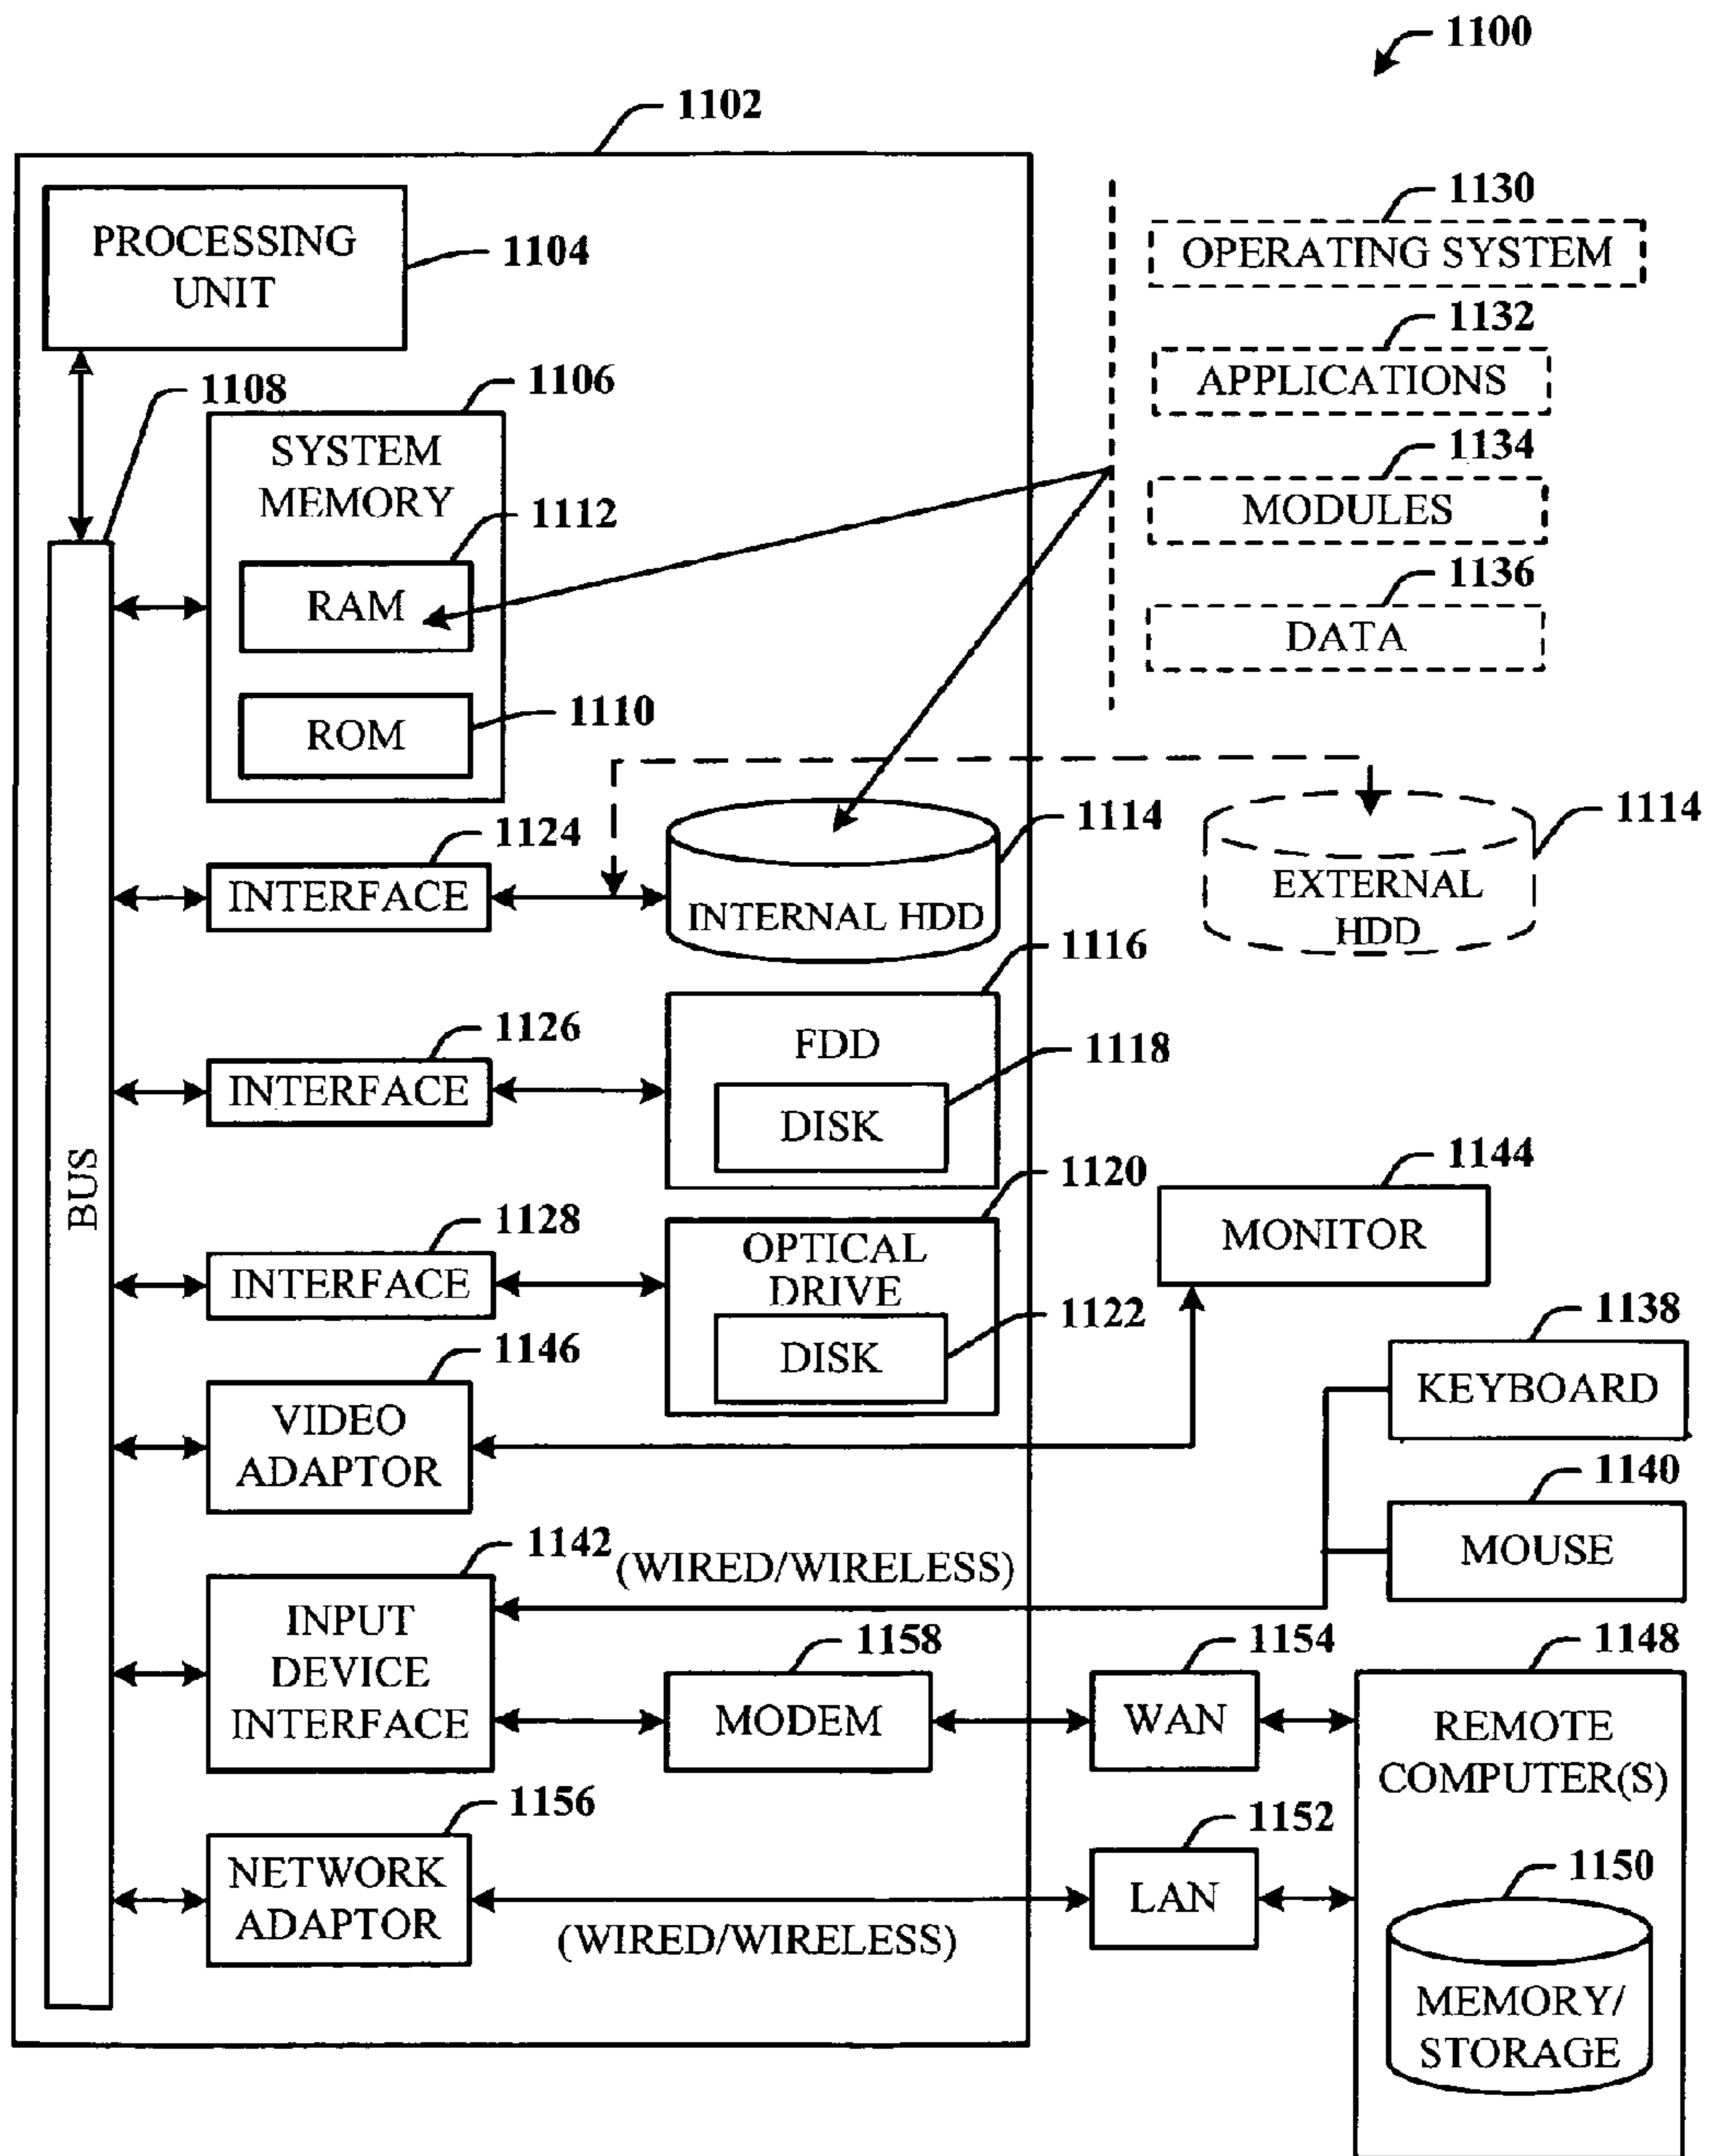 1100
1102
PROCESSING
UNIT
1104
1130
OPERATING SYSTEM
1132
APPLICATIONS
1134
MODULES
1136
DATA
1108
1106
SYSTEM
MEMORY
1112
RAM
1110
ROM
1124
INTERFACE
1114
INTERNAL HDD
1114
EXTERNAL
HDD
1116
FDD
1126
INTERFACE
1118
DISK
BUS
1120
OPTICAL
DRIVE
1128
INTERFACE
1122
DISK
1144
MONITOR
1146
VIDEO
ADAPTOR
1138
KEYBOARD
1140
MOUSE
1142
(WIRED/WIRELESS)
INPUT
DEVICE
INTERFACE
1158
MODEM
1154
WAN
1148
REMOTE
COMPUTER(S)
1156
NETWORK
ADAPTOR
(WIRED/WIRELESS)
1152
LAN
1150
MEMORY/
STORAGE